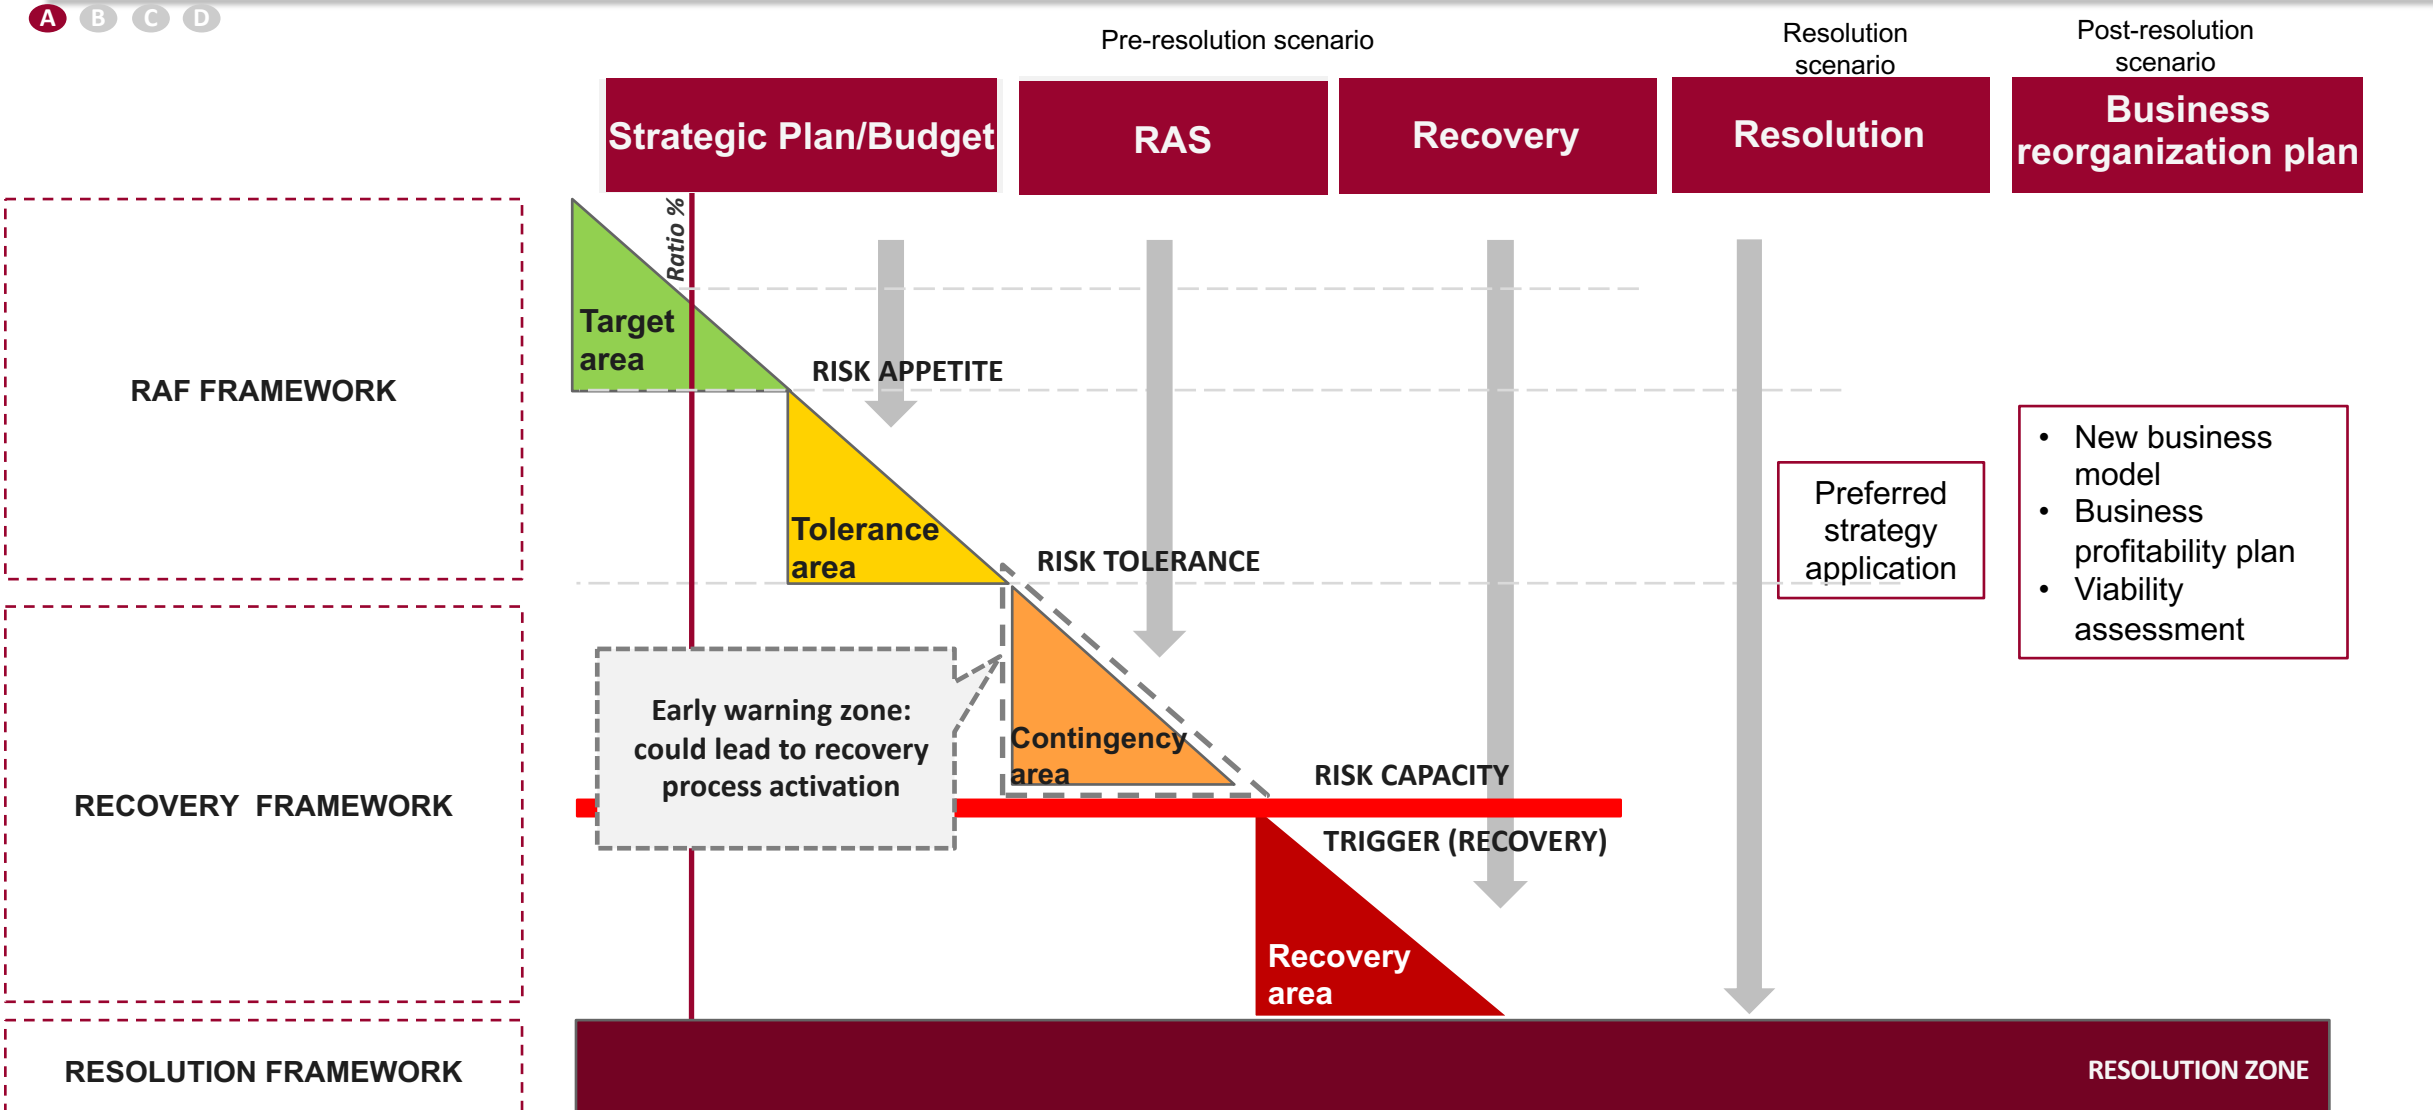 A B C D
Pre-resolution scenario
Resolution
scenario
Post-resolution
scenario
Strategic Plan/Budget
RAS
Recovery
Resolution
Business
reorganization plan
Ratio %
RAF FRAMEWORK
Target
area
RISK APPETITE
Tolerance
area
RISK TOLERANCE
Preferred
strategy
application
• New business
model
• Business
profitability plan
• Viability
assessment
RECOVERY FRAMEWORK
Early warning zone:
could lead to recovery
process activation
Contingency
area
RISK CAPACITY
TRIGGER (RECOVERY)
Recovery
area
RESOLUTION FRAMEWORK
RESOLUTION ZONE